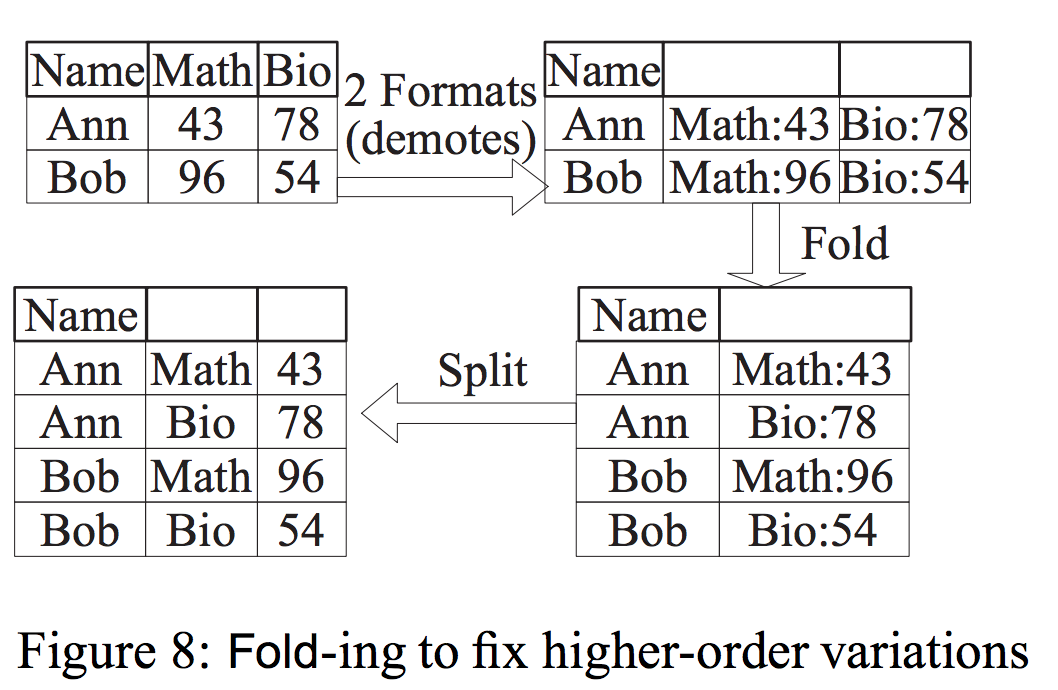 Name Math Bio
Ann 43 78
Bob 96 54
2 Formats
(demotes)
Name
Ann Math:43 Bio:78
Bob Math:96 Bio:54
Fold
Name
Ann Math:43
Ann Bio:78
Bob Math:96
Bob Bio:54
Split
Name
Ann Math 43
Ann Bio 78
Bob Math 96
Bob Bio 54
Figure 8: Fold-ing to fix higher-order variations